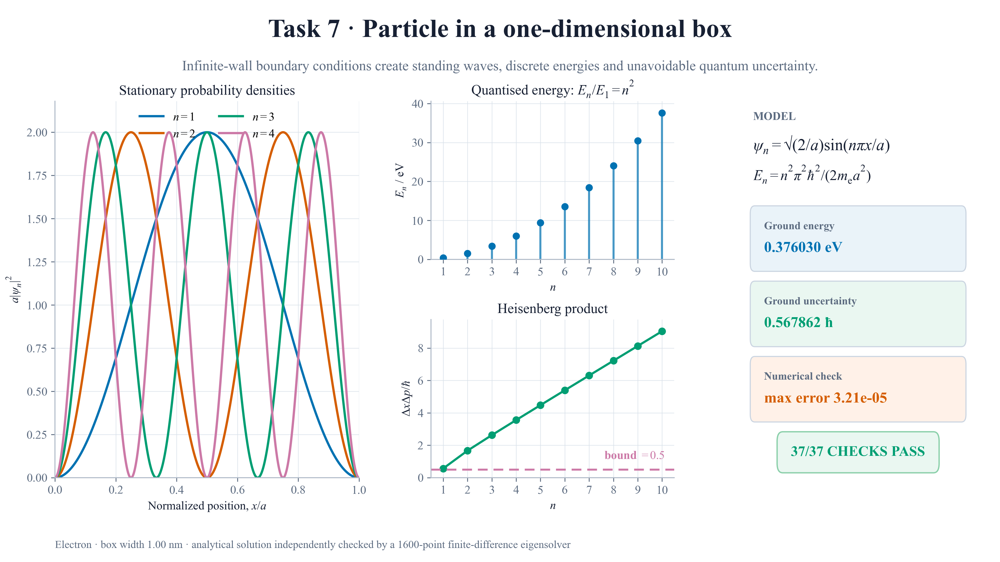 Task 7 · Particle in a one-dimensional box
Infinite-wall boundary conditions create standing waves, discrete energies and unavoidable quantum uncertainty.
Stationary probability densities
n=1
n=2
n=3
n=4
2.00
1.75
1.50
1.25
1.00
0.75
0.50
0.25
0.00
a|ψₙ|²
0.0 0.2 0.4 0.6 0.8 1.0
Normalized position, x/a
Quantised energy: Eₙ/E₁=n²
40
30
20
10
0
Eₙ / eV
1 2 3 4 5 6 7 8 9 10
n
Heisenberg product
8
6
4
2
0
ΔxΔp/ħ
bound =0.5
1 2 3 4 5 6 7 8 9 10
n
MODEL
ψₙ=√(2/a)sin(nπx/a)
Eₙ=n²π²ħ²/(2mₑa²)
Ground energy
0.376030 eV
Ground uncertainty
0.567862 ħ
Numerical check
max error 3.21e-05
37/37 CHECKS PASS
Electron · box width 1.00 nm · analytical solution independently checked by a 1600-point finite-difference eigensolver